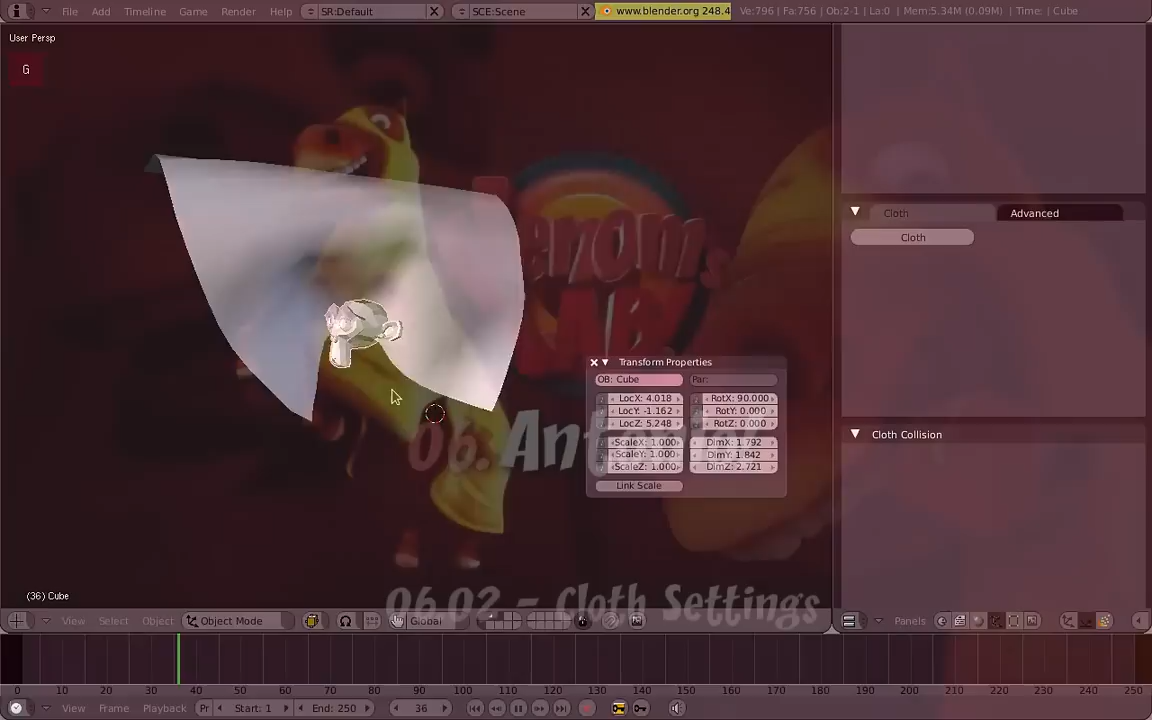 File Add Timeline Game Render Help SR:Default SCE:Scene www.blender.org 248.4 Ve:796 | Fa:756 | Ob:2-1 | La:0 | Mem:5.34M (0.09M) | Time: | Cube
User Persp
G
Cloth Advanced
Cloth
enoms
LAB
Transform Properties
OB: Cube Par:
LocX: 4.018 RotX: 90.000
LocY: -1.162 RotY: 0.000
LocZ: 5.248 RotZ: 0.000
ScaleX: 1.000 DimX: 1.792
ScaleY: 1.000 DimY: 1.842
ScaleZ: 1.000 DimZ: 2.721
Link Scale
Cloth Collision
06.
06.02 - Cloth Settings
(36) Cube
View Select Object Object Mode Global Panels
0 10 20 30 40 50 60 70 80 90 100 110 120 130 140 150 160 170 180 190 200 210 220 230 240 250
View Frame Playback Pr Start: 1 End: 250 36